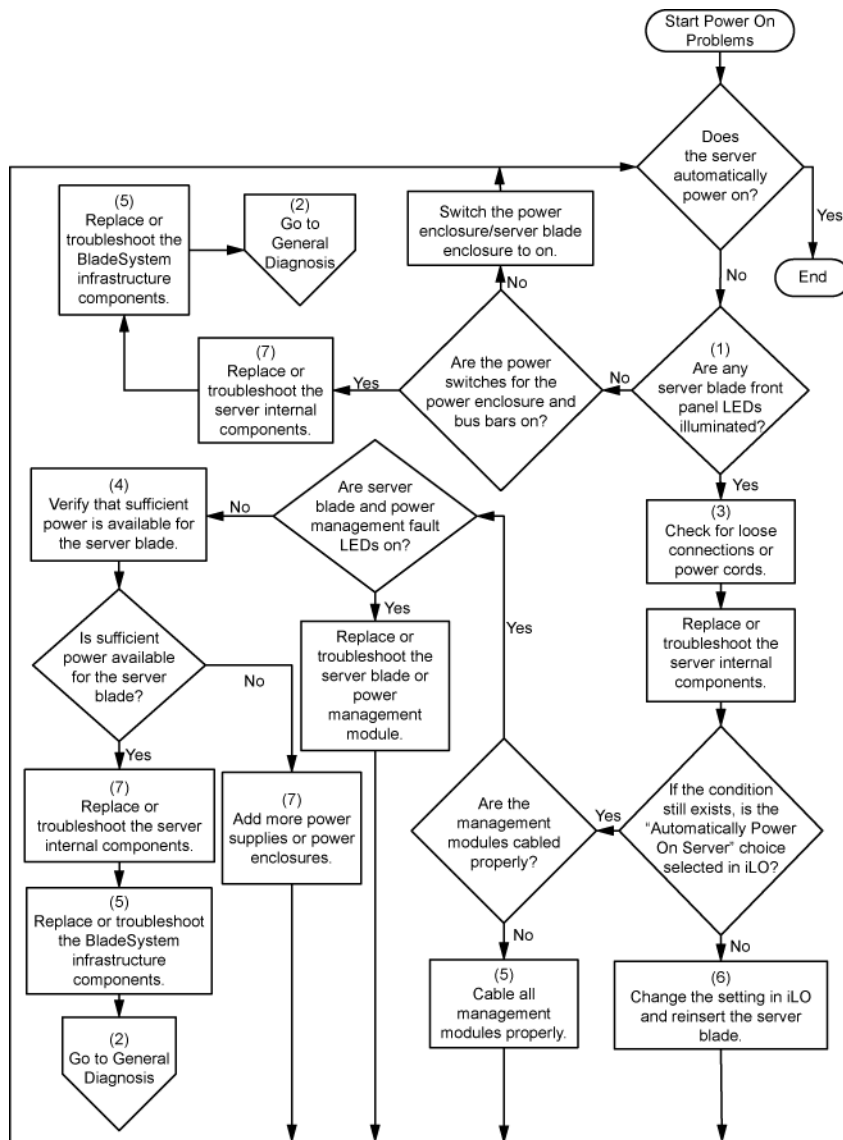 Start Power On
Problems
Does
the server
automatically
power on?
Yes
End
No
(1)
Are any
server blade front
panel LEDs
illuminated?
No
Are the power
switches for the
power enclosure and
bus bars on?
No
Switch the power
enclosure/server blade
enclosure to on.
Yes
(7)
Replace or
troubleshoot the
server internal
components.
(5)
Replace or
troubleshoot the
BladeSystem
infrastructure
components.
(2)
Go to
General
Diagnosis
Yes
(3)
Check for loose
connections or
power cords.
Replace or
troubleshoot the
server internal
components.
If the condition
still exists, is the
“Automatically Power
On Server” choice
selected in iLO?
No
(6)
Change the setting in iLO
and reinsert the server
blade.
Yes
Are the
management
modules cabled
properly?
No
(5)
Cable all
management
modules properly.
Yes
Are server
blade and power
management fault
LEDs on?
Yes
Replace or
troubleshoot the
server blade or
power
management
module.
No
(4)
Verify that sufficient
power is available for
the server blade.
Is sufficient
power available
for the server
blade?
No
(7)
Add more power
supplies or power
enclosures.
Yes
(7)
Replace or
troubleshoot the server
internal components.
(5)
Replace or troubleshoot
the BladeSystem
infrastructure
components.
(2)
Go to General
Diagnosis